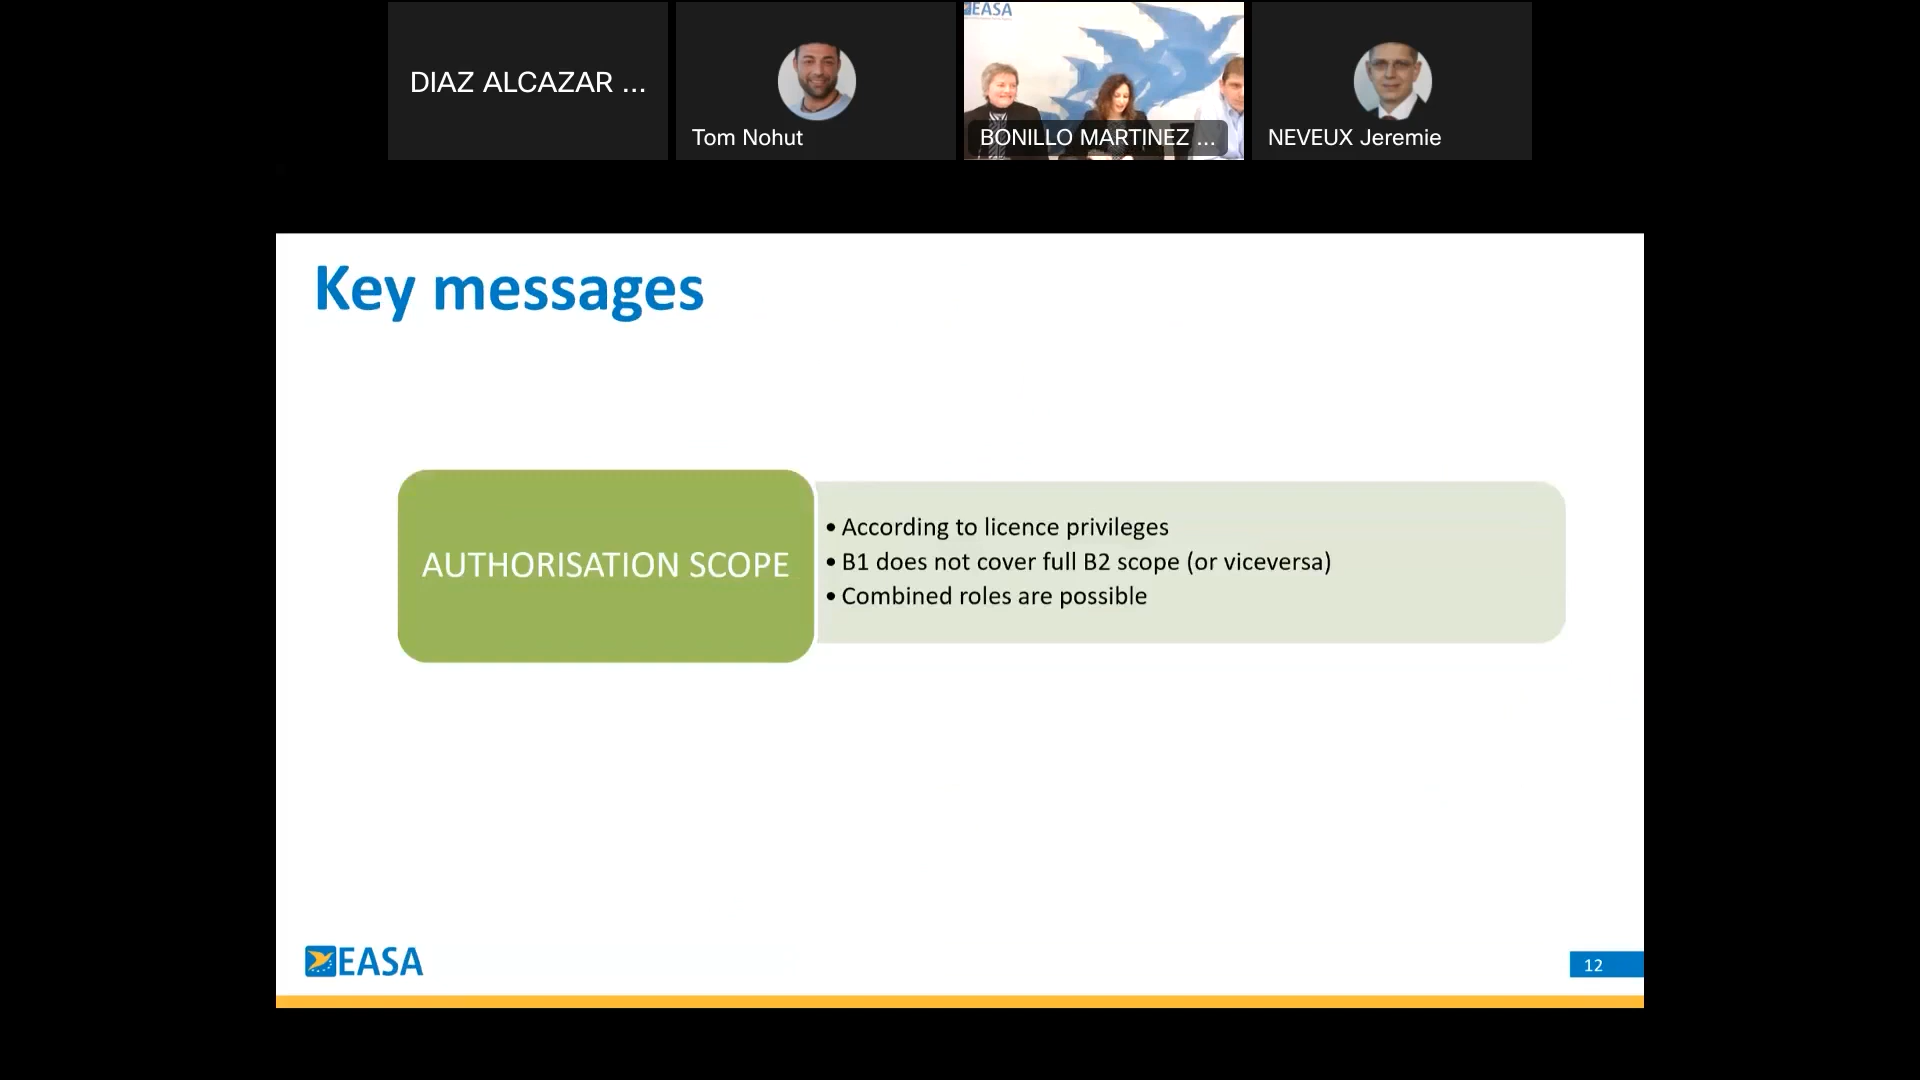 DIAZ ALCAZAR ...
Tom Nohut
EASA
BONILLO MARTINEZ ...
NEVEUX Jeremie
Key messages
AUTHORISATION SCOPE
• According to licence privileges
• B1 does not cover full B2 scope (or viceversa)
• Combined roles are possible
EASA
12